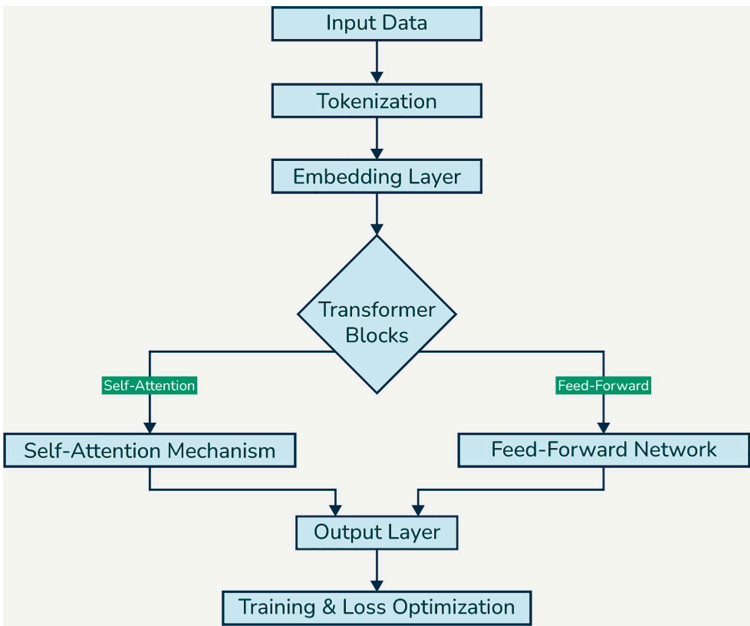 Input Data
Tokenization
Embedding Layer
Transformer
Blocks
Self-Attention
Feed-Forward
Self-Attention Mechanism
Feed-Forward Network
Output Layer
Training & Loss Optimization